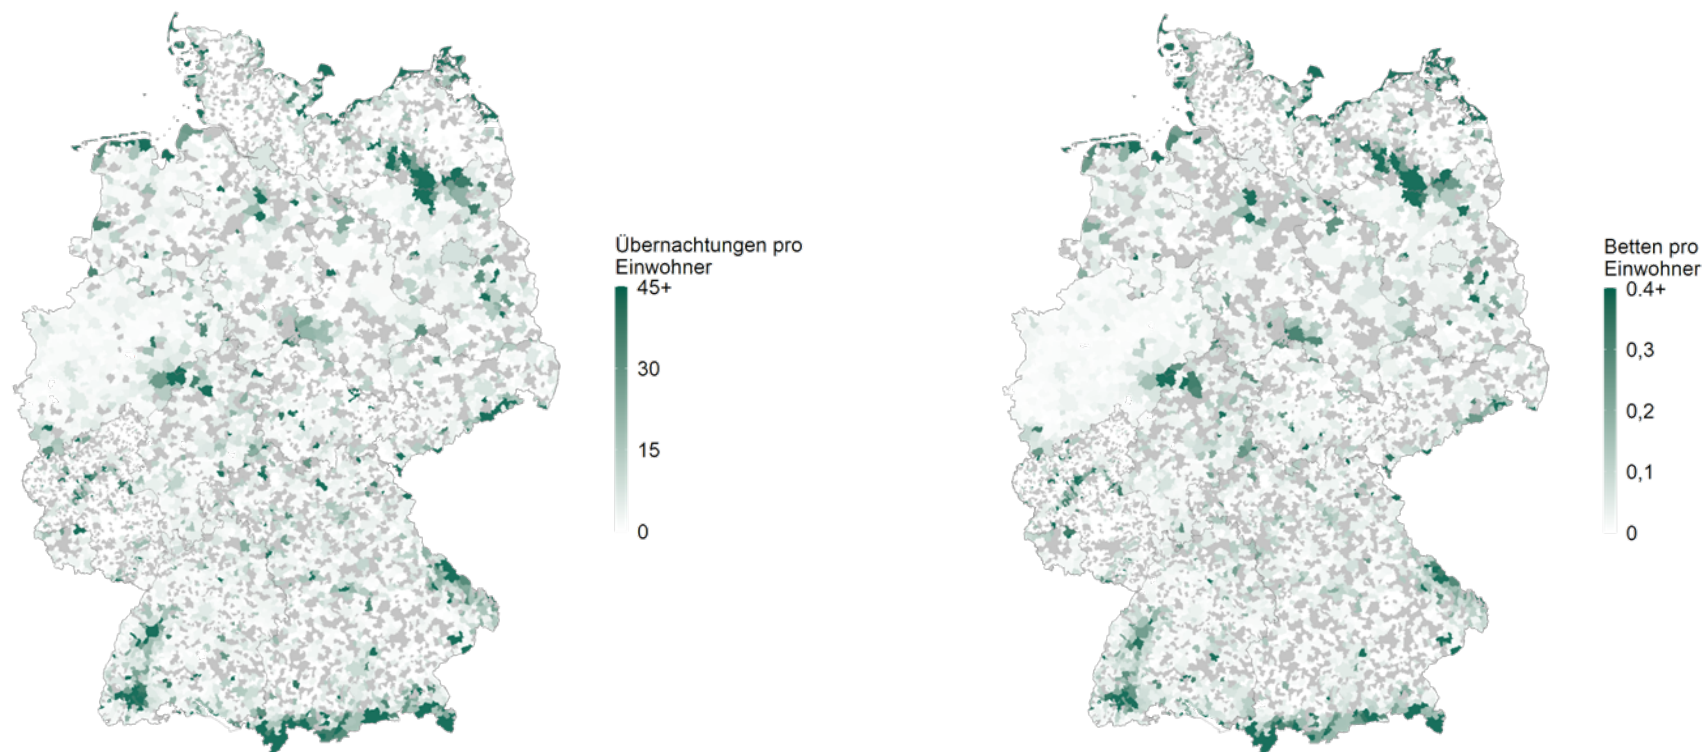 Übernachtungen pro
Einwohner
45+
30
15
0
Betten pro
Einwohner
0.4+
0,3
0,2
0,1
0